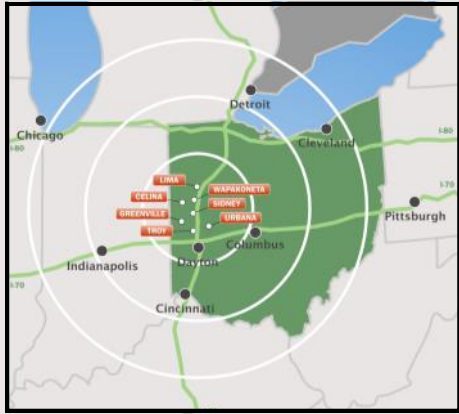 Detroit
Chicago
Cleveland
I-80
I-80
LIMA
WAPAKONETA
CELINA
SIDNEY
GREENVILLE
URBANA
TROY
I-70
Pittsburgh
Columbus
Dayton
Indianapolis
I-70
Cincinnati